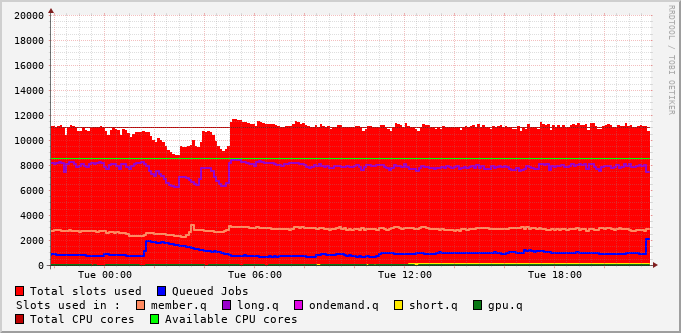 20000
18000
16000
14000
12000
10000
8000
6000
4000
2000
0
Tue 00:00 Tue 06:00 Tue 12:00 Tue 18:00
RRDTOOL / TOBI OETIKER
Total slots used Queued Jobs
Slots used in : member.q long.q ondemand.q short.q gpu.q
Total CPU cores Available CPU cores